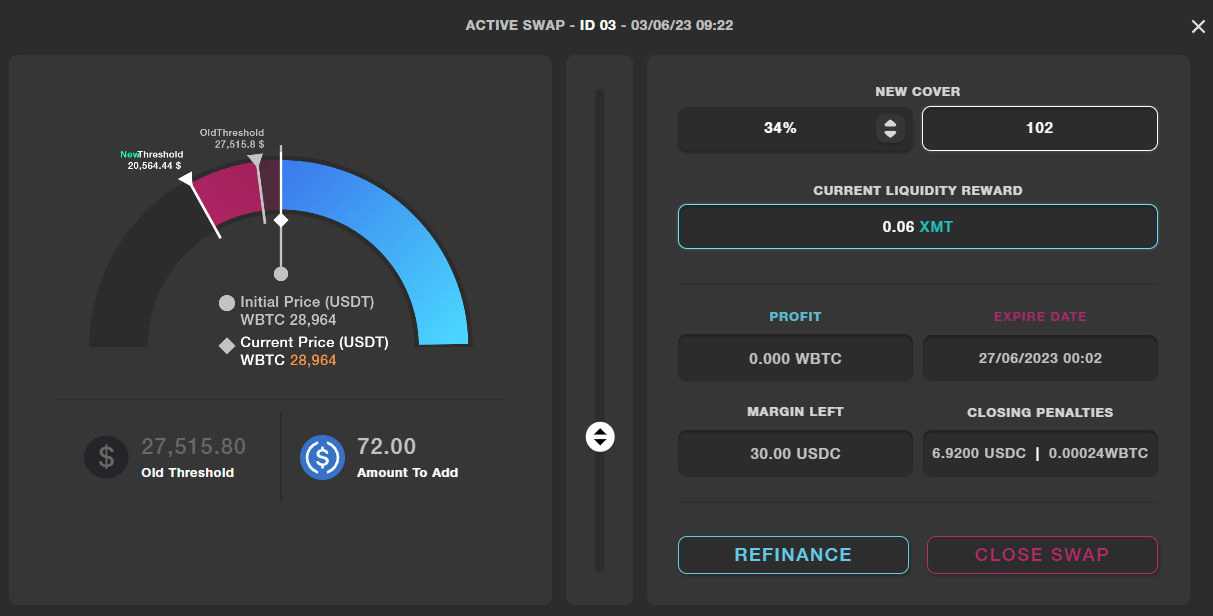 ACTIVE SWAP - ID 03 - 03/06/23 09:22
OldThreshold
27,515.8 $
NewThreshold
20,564.44 $
Initial Price (USDT)
WBTC 28,964
Current Price (USDT)
WBTC 28,964
$ 27,515.80
Old Threshold
$ 72.00
Amount To Add
NEW COVER
34%
102
CURRENT LIQUIDITY REWARD
0.06 XMT
PROFIT
0.000 WBTC
EXPIRE DATE
27/06/2023 00:02
MARGIN LEFT
30.00 USDC
CLOSING PENALTIES
6.9200 USDC | 0.00024WBTC
REFINANCE
CLOSE SWAP